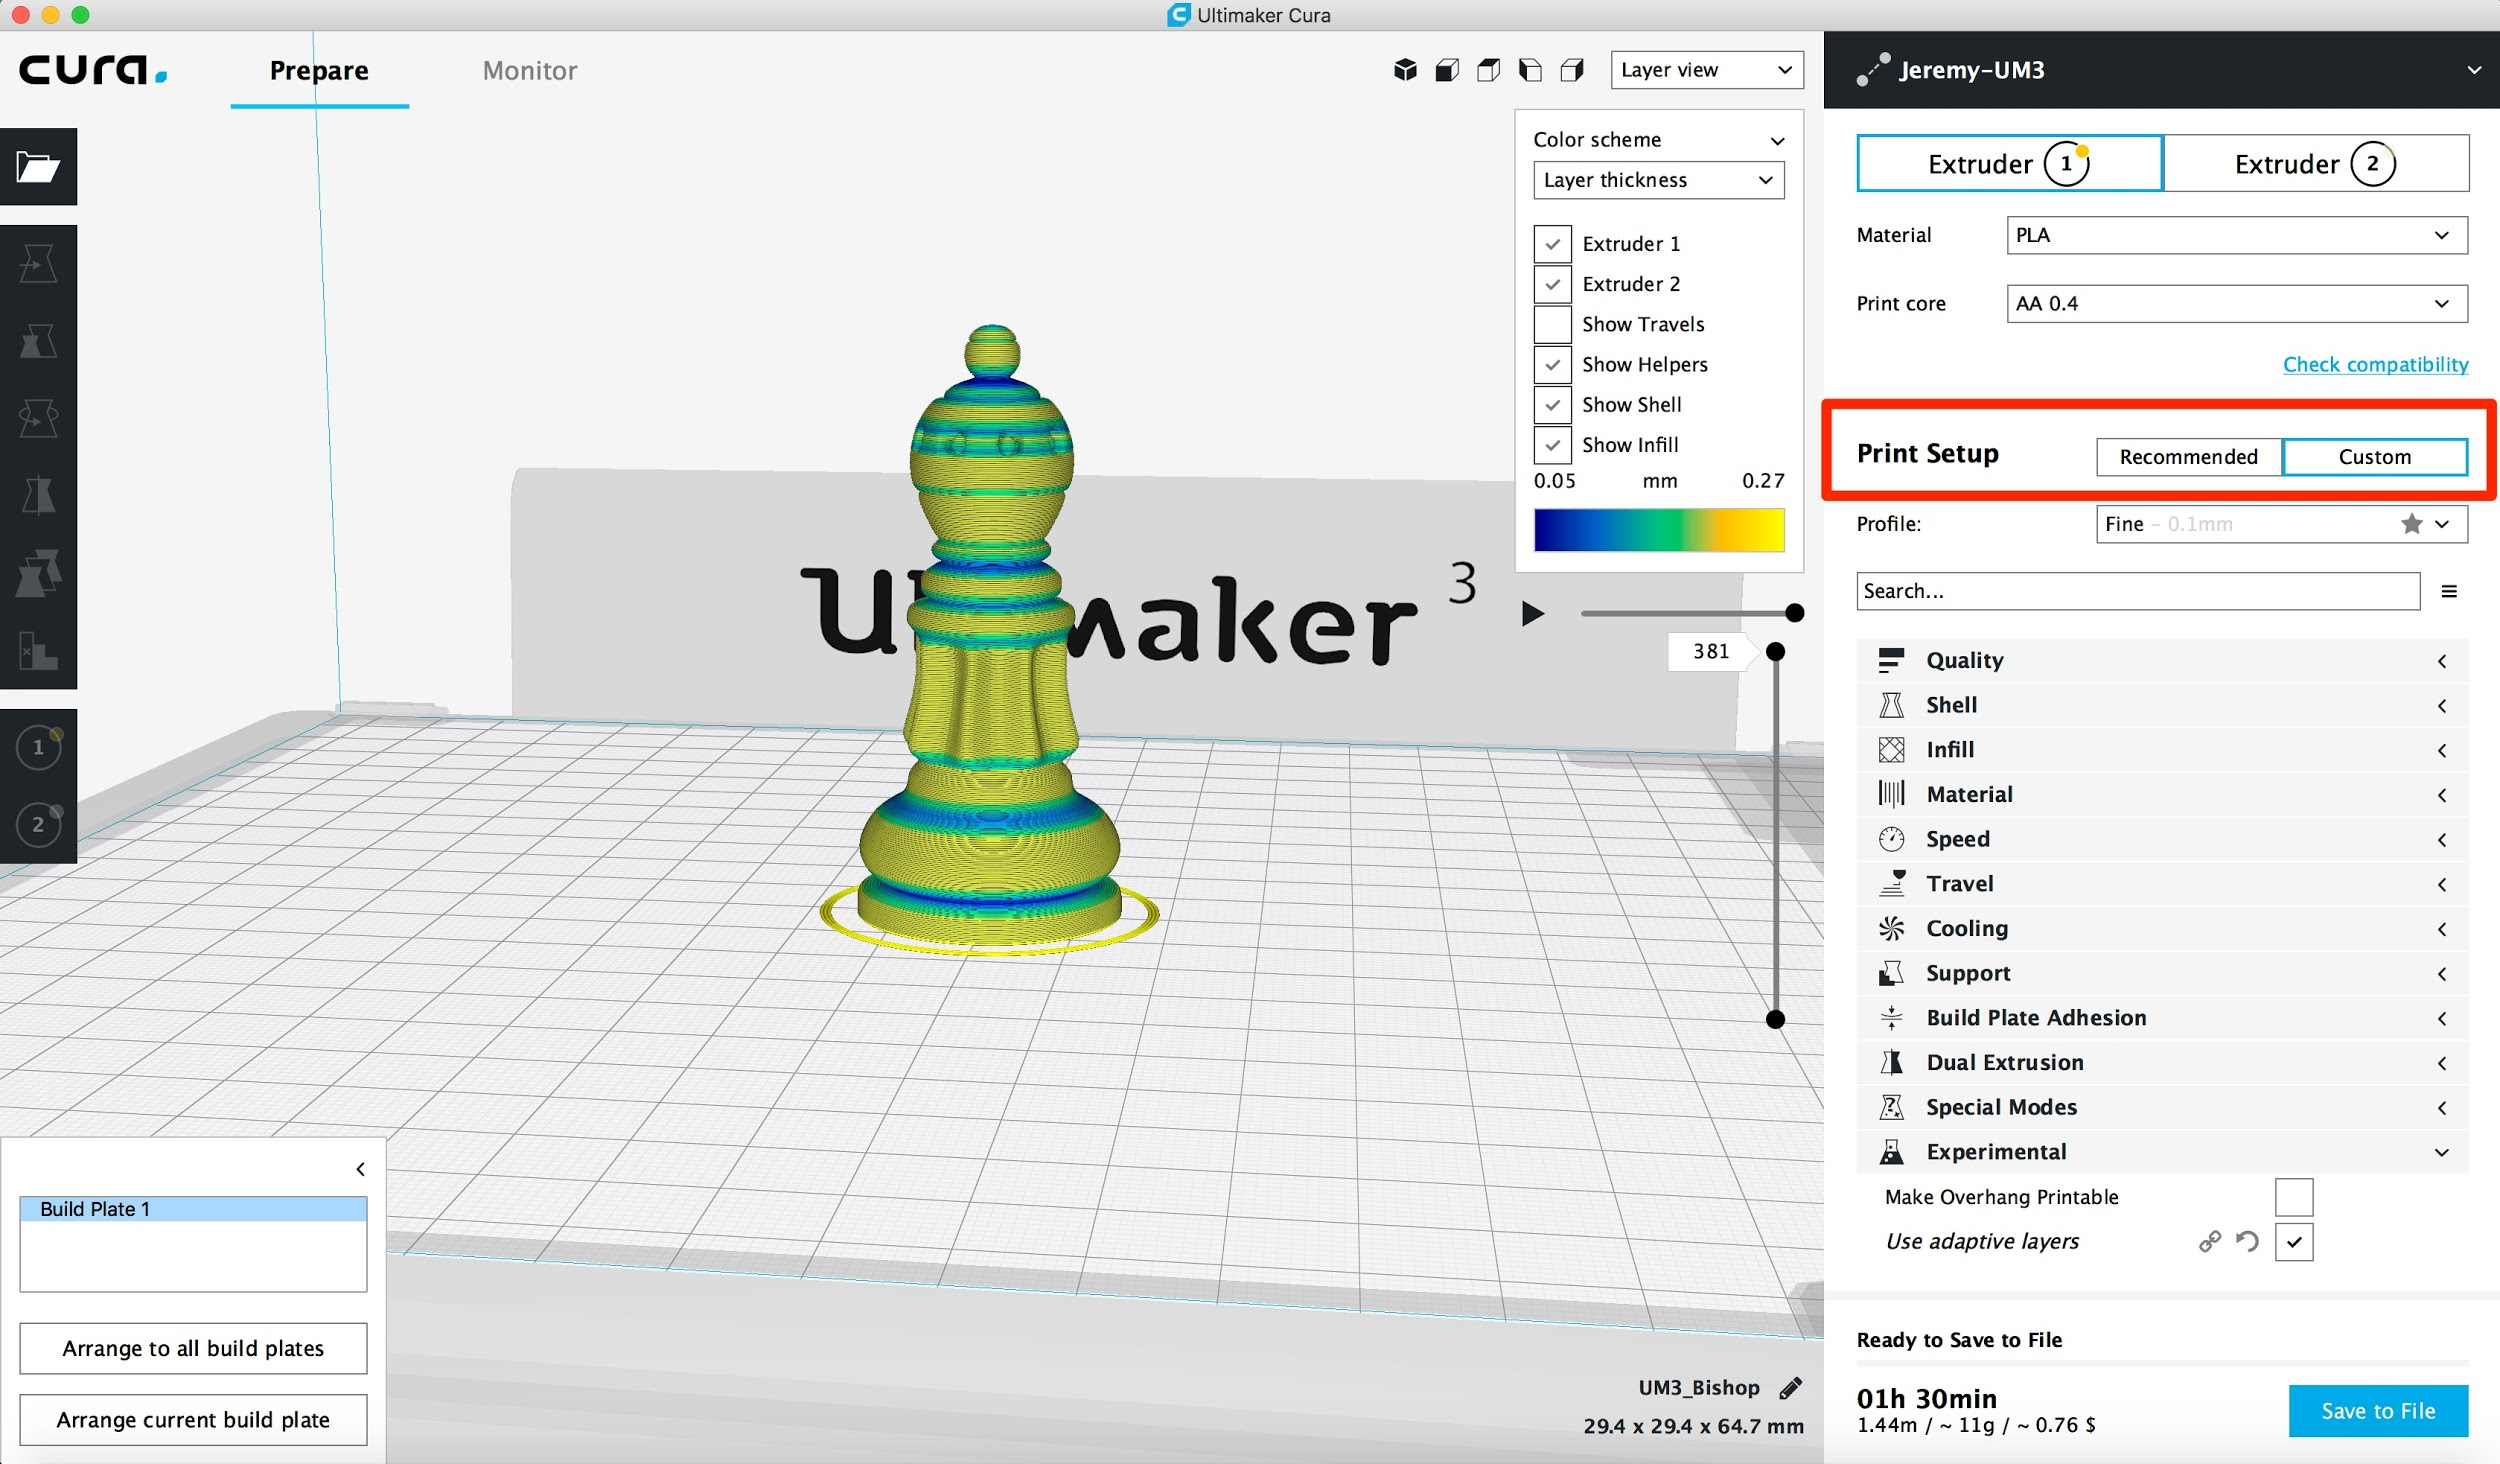 Ultimaker Cura
cura.
Prepare
Monitor
Layer view
Jeremy-UM3
Color scheme
Layer thickness
Extruder 1
Extruder 2
Show Travels
Show Helpers
Show Shell
Show Infill
0.05 mm 0.27
381
Extruder 1
Extruder 2
Material PLA
Print core AA 0.4
Check compatibility
Print Setup Recommended Custom
Profile: Fine - 0.1mm
Search...
Quality
Shell
Infill
Material
Speed
Travel
Cooling
Support
Build Plate Adhesion
Dual Extrusion
Special Modes
Experimental
Make Overhang Printable
Use adaptive layers
Ready to Save to File
01h 30min
1.44m / ~ 11g / ~ 0.76 $
Save to File
1
2
Build Plate 1
Arrange to all build plates
Arrange current build plate
UM3_Bishop
29.4 x 29.4 x 64.7 mm
3